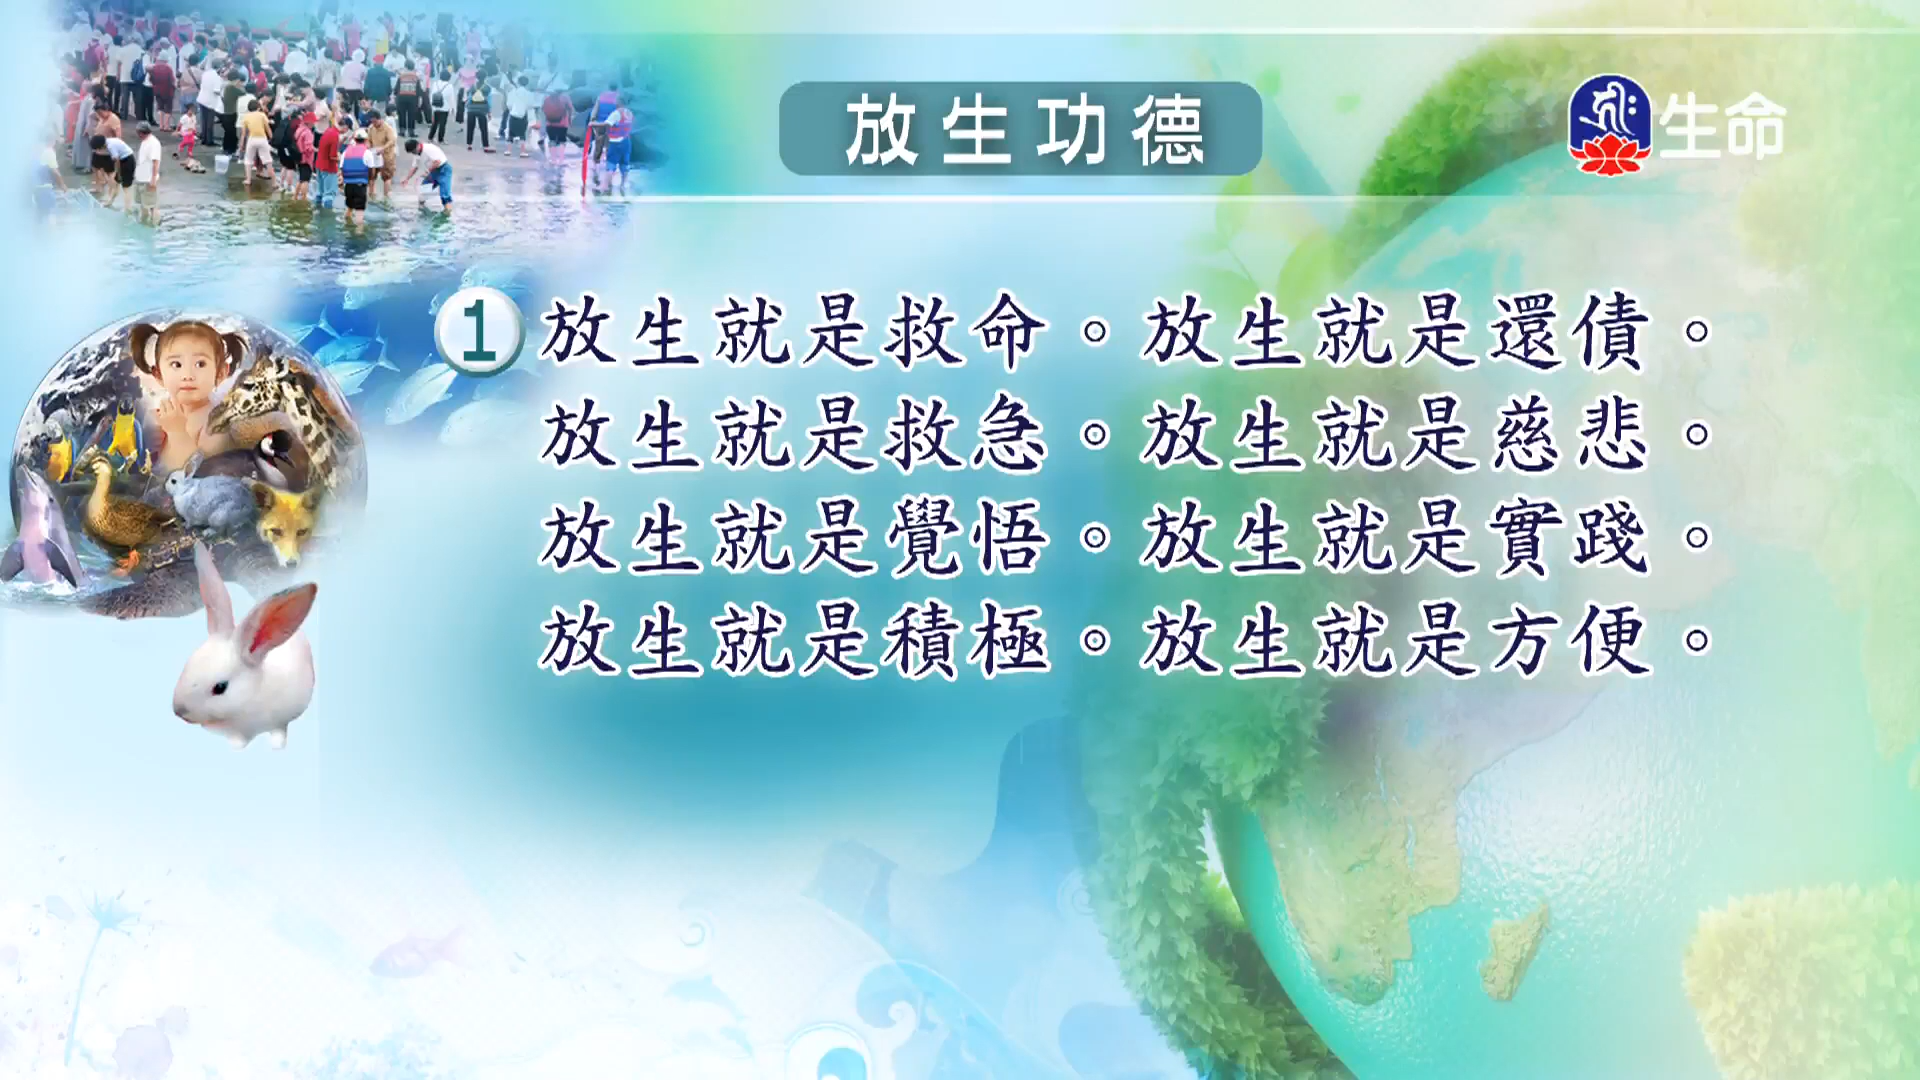 放生功德
生命
1 放生就是救命。放生就是還債。
放生就是救急。放生就是慈悲。
放生就是覺悟。放生就是實踐。
放生就是積極。放生就是方便。